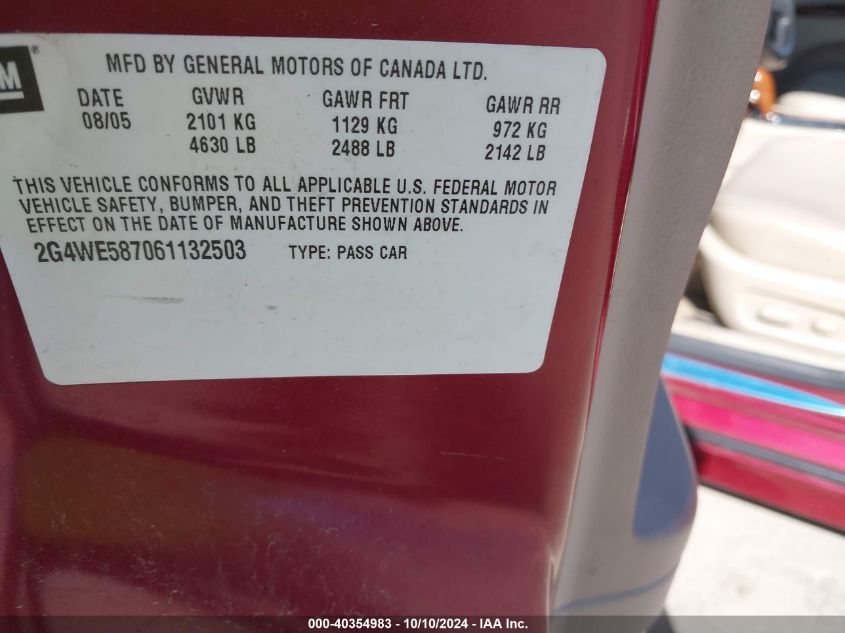 M®
MFD BY GENERAL MOTORS OF CANADA LTD.
DATE GVWR GAWR FRT GAWR RR
08/05 2101 KG 1129 KG 972 KG
4630 LB 2488 LB 2142 LB
THIS VEHICLE CONFORMS TO ALL APPLICABLE U.S. FEDERAL MOTOR
VEHICLE SAFETY, BUMPER, AND THEFT PREVENTION STANDARDS IN
EFFECT ON THE DATE OF MANUFACTURE SHOWN ABOVE.
2G4WE587061132503 TYPE: PASS CAR
000-40354983 - 10/10/2024 - IAA Inc.